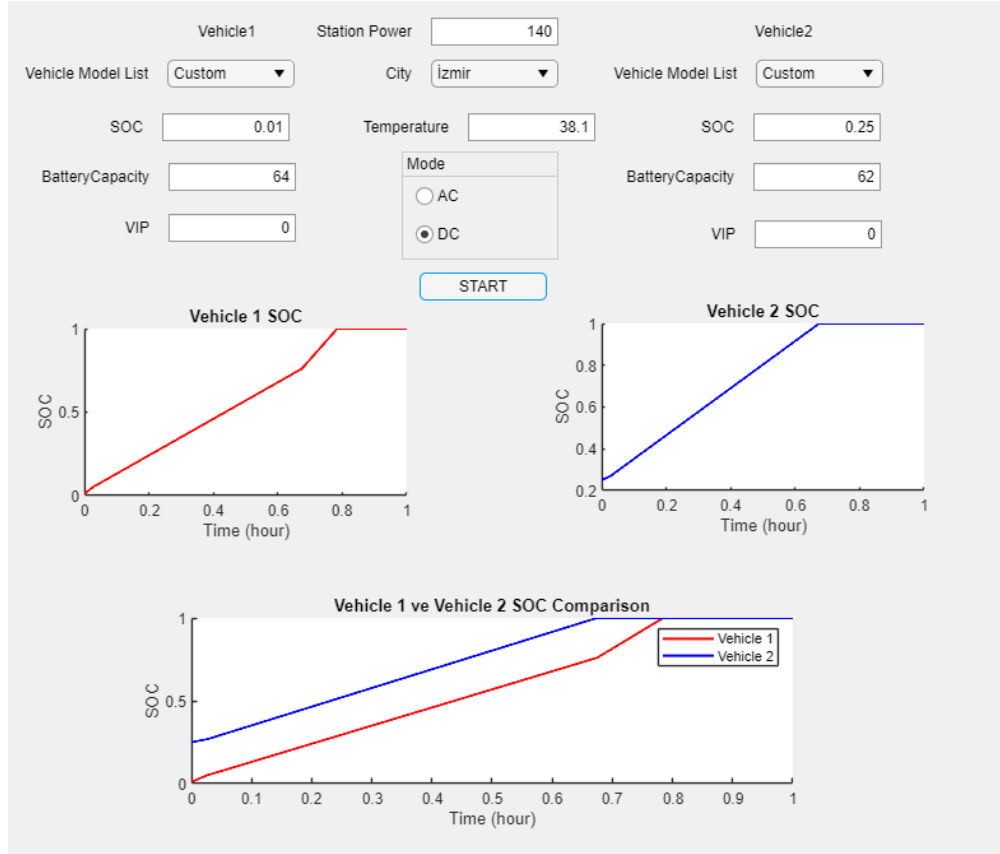 Vehicle1 Station Power 140 Vehicle2
Vehicle Model List Custom City İzmir Vehicle Model List Custom
SOC 0.01 Temperature 38.1 SOC 0.25
Mode
BatteryCapacity 64 AC BatteryCapacity 62
VIP 0 DC VIP 0
START
Vehicle 1 SOC
1
0.5
0
SOC
0 0.2 0.4 0.6 0.8 1
Time (hour)
Vehicle 2 SOC
1
0.8
0.6
0.4
0.2
SOC
0 0.2 0.4 0.6 0.8 1
Time (hour)
Vehicle 1 ve Vehicle 2 SOC Comparison
1
0.5
0
SOC
Vehicle 1
Vehicle 2
0 0.1 0.2 0.3 0.4 0.5 0.6 0.7 0.8 0.9 1
Time (hour)